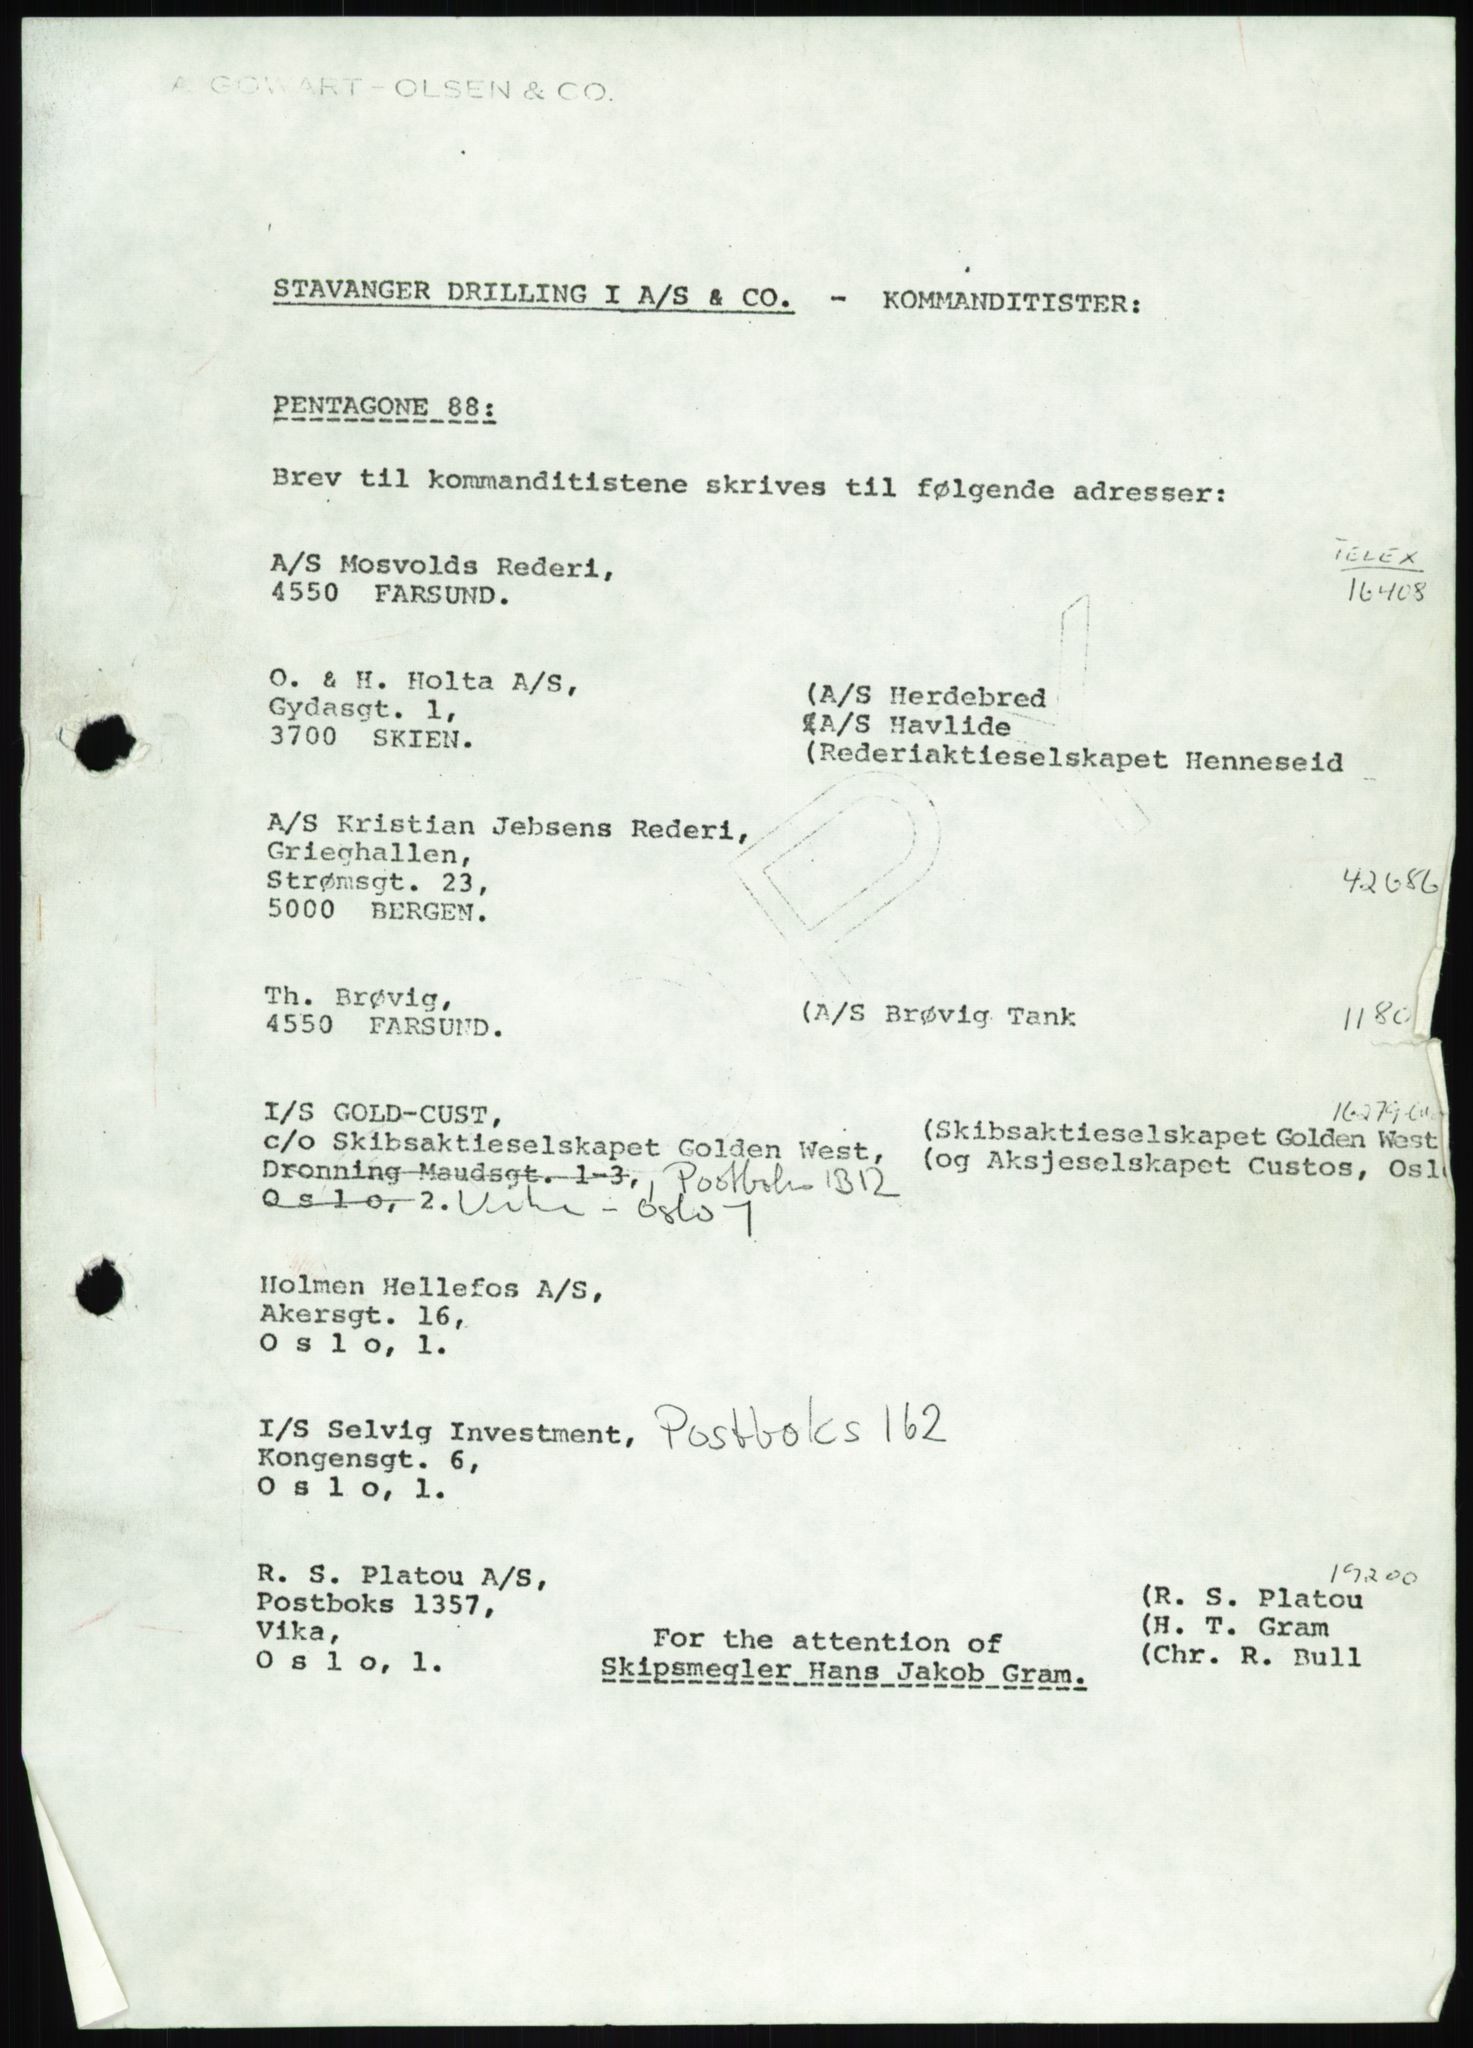 A. GOWART-OLSEN & CO.
STAVANGER DRILLING I A/S & CO. - KOMMANDITISTER:
PENTAGONE 88:
Brev til kommanditistene skrives til følgende adresser:
TELEX
A/S Mosvolds Rederi,
4550 FARSUND. 16408
O. & H. Holta A/S, (A/S Herdebred
Gydasgt. 1, (A/S Havlide
3700 SKIEN. (Rederiaktieselskapet Henneseid
A/S Kristian Jebsens Rederi,
Grieghallen,
Strømsgt. 23, 42686
5000 BERGEN.
Th. Brøvig,
4550 FARSUND. (A/S Brøvig Tank 1180
I/S GOLD-CUST, 16279
c/o Skibsaktieselskapet Golden West, (Skibsaktieselskapet Golden West
Dronning Maudsgt. 1-3, Postboks 1312 (og Aksjeselskapet Custos, Osl
O s l o, 2. Vika - Oslo 1
Holmen Hellefos A/S,
Akersgt. 16,
O s l o, 1.
I/S Selvig Investment, Postboks 162
Kongensgt. 6,
O s l o, 1.
19200
R. S. Platou A/S, (R. S. Platou
Postboks 1357, (H. T. Gram
Vika, For the attention of (Chr. R. Bull
O s l o, 1. Skipsmegler Hans Jakob Gram.